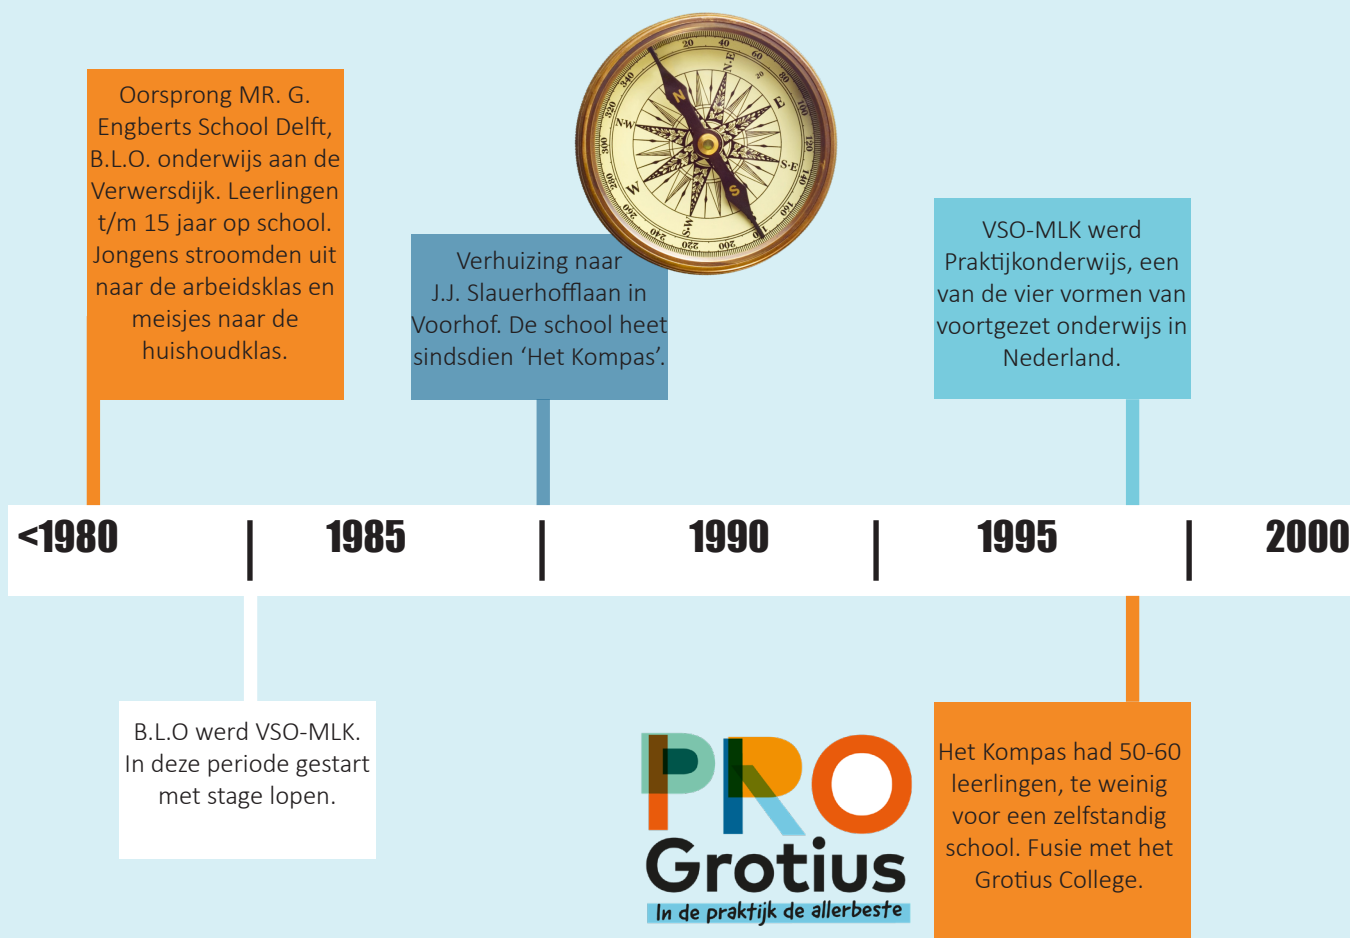 Oorsprong MR. G.
Engberts School Delft,
B.L.O. onderwijs aan de
Verwersdijk. Leerlingen
t/m 15 jaar op school.
Jongens stroomden uit
naar de arbeidsklas en
meisjes naar de
huishoudklas.
Verhuizing naar
J.J. Slauerhofflaan in
Voorhof. De school heet
sindsdien ‘Het Kompas’.
VSO-MLK werd
Praktijkonderwijs, een
van de vier vormen van
voortgezet onderwijs in
Nederland.
<1980 | 1985 | 1990 | 1995 | 2000
B.L.O werd VSO-MLK.
In deze periode gestart
met stage lopen.
PRO
Grotius
In de praktijk de allerbeste
Het Kompas had 50-60
leerlingen, te weinig
voor een zelfstandig
school. Fusie met het
Grotius College.